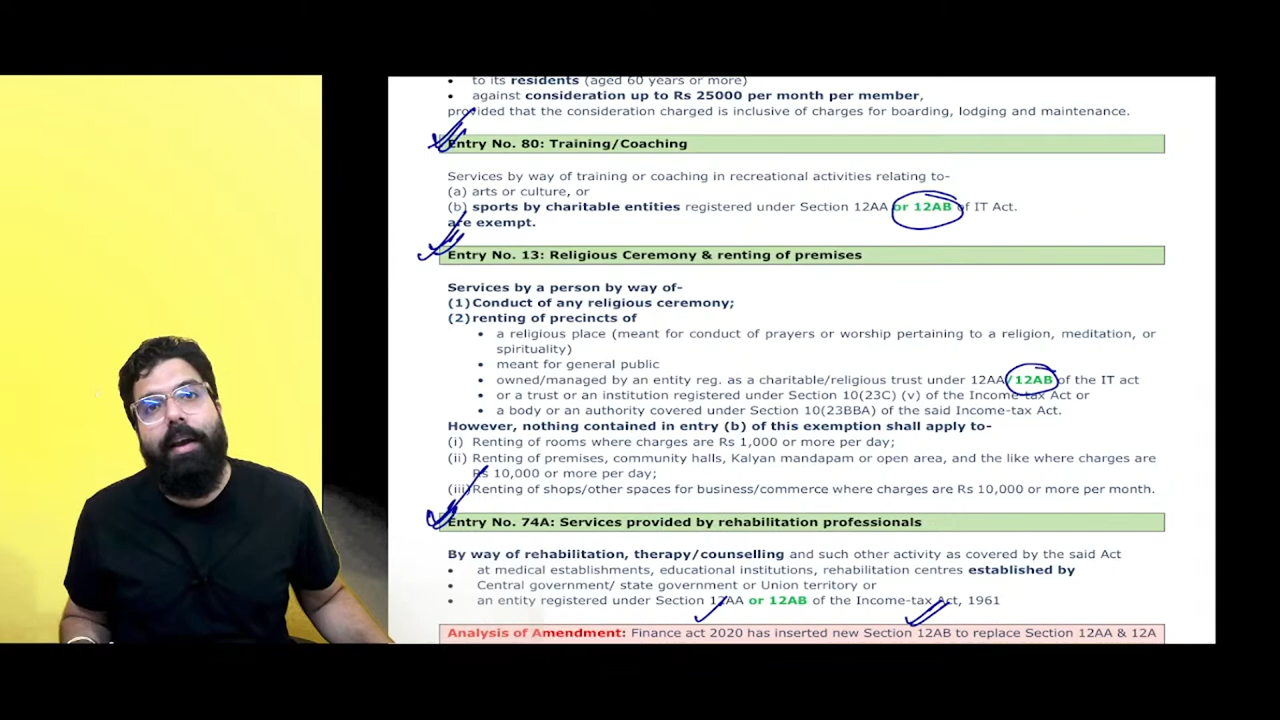 to its residents (aged 60 years or more)
against consideration up to Rs 25000 per month per member,
provided that the consideration charged is inclusive of charges for boarding, lodging and maintenance.
Entry No. 80: Training/Coaching
Services by way of training or coaching in recreational activities relating to-
(a) arts or culture, or
(b) sports by charitable entities registered under Section 12AA or 12AB of IT Act.
are exempt.
Entry No. 13: Religious Ceremony & renting of premises
Services by a person by way of-
(1) Conduct of any religious ceremony;
(2) renting of precincts of
• a religious place (meant for conduct of prayers or worship pertaining to a religion, meditation, or
spirituality)
• meant for general public
• owned/managed by an entity reg. as a charitable/religious trust under 12AA/12AB of the IT act
• or a trust or an institution registered under Section 10(23C) (v) of the Income-tax Act or
• a body or an authority covered under Section 10(23BBA) of the said Income-tax Act.
However, nothing contained in entry (b) of this exemption shall apply to-
(i) Renting of rooms where charges are Rs 1,000 or more per day;
(ii) Renting of premises, community halls, Kalyan mandapam or open area, and the like where charges are
Rs 10,000 or more per day;
(iii) Renting of shops/other spaces for business/commerce where charges are Rs 10,000 or more per month.
Entry No. 74A: Services provided by rehabilitation professionals
By way of rehabilitation, therapy/counselling and such other activity as covered by the said Act
• at medical establishments, educational institutions, rehabilitation centres established by
• Central government/ state government or Union territory or
• an entity registered under Section 12AA or 12AB of the Income-tax Act, 1961
Analysis of Amendment: Finance act 2020 has inserted new Section 12AB to replace Section 12AA & 12A